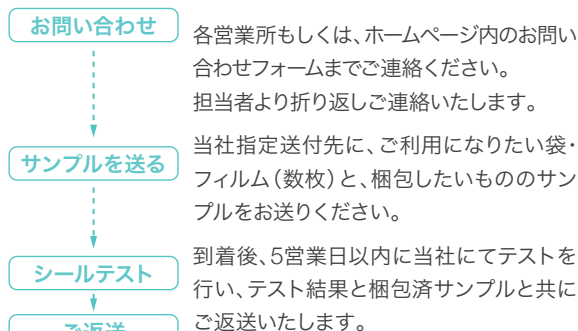 お問い合わせ
各営業所もしくは、ホームページ内のお問い
合わせフォームまでご連絡ください。
担当者より折り返しご連絡いたします。
サンプルを送る
当社指定送付先に、ご利用になりたい袋・
フィルム（数枚）と、梱包したいもののサン
プルをお送りください。
シールテスト
到着後、5営業日以内に当社にてテストを
行い、テスト結果と梱包済サンプルと共に
ご返送いたします。
ご返送